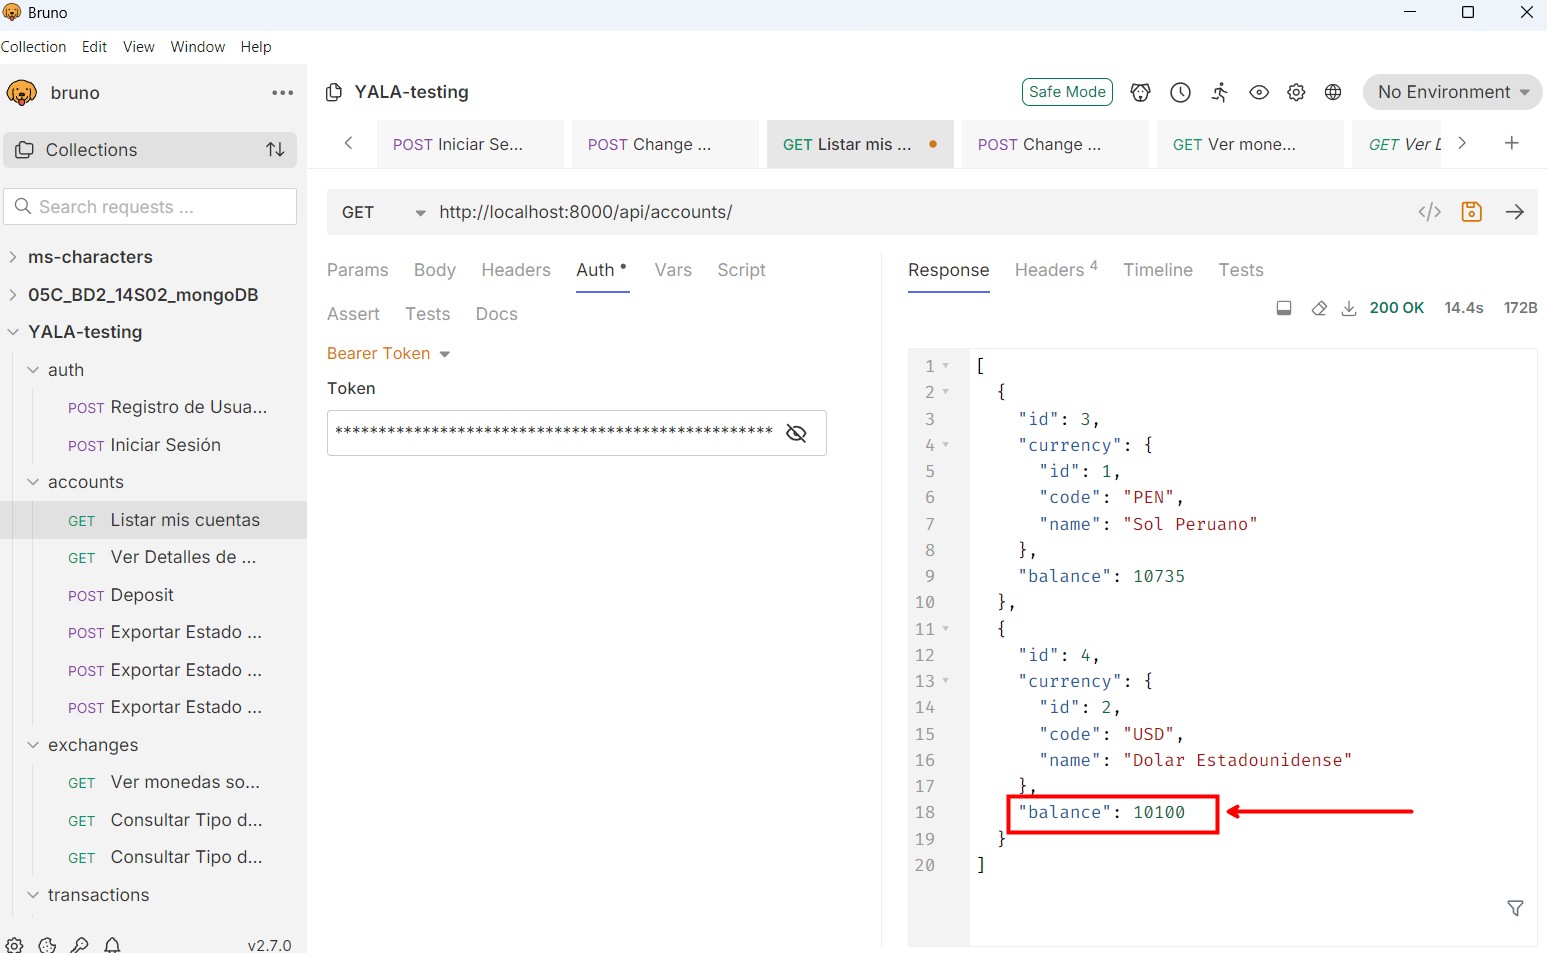 Bruno
Collection Edit View Window Help
bruno
YALA-testing
Safe Mode
No Environment
Collections
POST Iniciar Se...
POST Change ...
GET Listar mis ...
POST Change ...
GET Ver mone...
GET Ver
Search requests ...
GET
http://localhost:8000/api/accounts/
ms-characters
05C_BD2_14S02_mongoDB
YALA-testing
auth
POST Registro de Usua...
POST Iniciar Sesión
accounts
GET Listar mis cuentas
GET Ver Detalles de ...
POST Deposit
POST Exportar Estado ...
POST Exportar Estado ...
POST Exportar Estado ...
exchanges
GET Ver monedas so...
GET Consultar Tipo d...
GET Consultar Tipo d...
transactions
v2.7.0
Params Body Headers Auth Vars Script
Assert Tests Docs
Bearer Token
Token
**************************************************
Response Headers 4 Timeline Tests
200 OK 14.4s 172B
1 [
2 {
3 "id": 3,
4 "currency": {
5 "id": 1,
6 "code": "PEN",
7 "name": "Sol Peruano"
8 },
9 "balance": 10735
10 },
11 {
12 "id": 4,
13 "currency": {
14 "id": 2,
15 "code": "USD",
16 "name": "Dolar Estadounidense"
17 },
18 "balance": 10100
19 }
20 ]